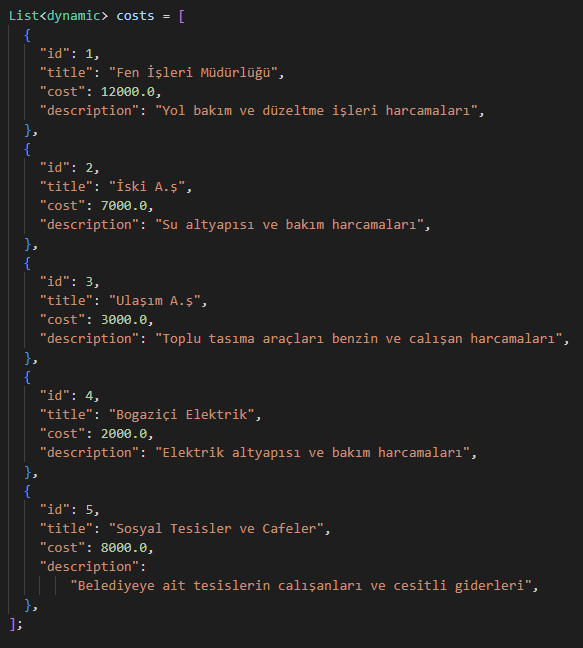 List<dynamic> costs = [
{
"id": 1,
"title": "Fen İşleri Müdürlüğü",
"cost": 12000.0,
"description": "Yol bakım ve düzeltme işleri harcamaları",
},
{
"id": 2,
"title": "İski A.ş",
"cost": 7000.0,
"description": "Su altyapısı ve bakım harcamaları",
},
{
"id": 3,
"title": "Ulaşım A.ş",
"cost": 3000.0,
"description": "Toplu tasıma araçları benzin ve calışan harcamaları",
},
{
"id": 4,
"title": "Bogaziçi Elektrik",
"cost": 2000.0,
"description": "Elektrik altyapısı ve bakım harcamaları",
},
{
"id": 5,
"title": "Sosyal Tesisler ve Cafeler",
"cost": 8000.0,
"description":
"Belediyeye ait tesislerin calışanları ve cesitli giderleri",
},
];